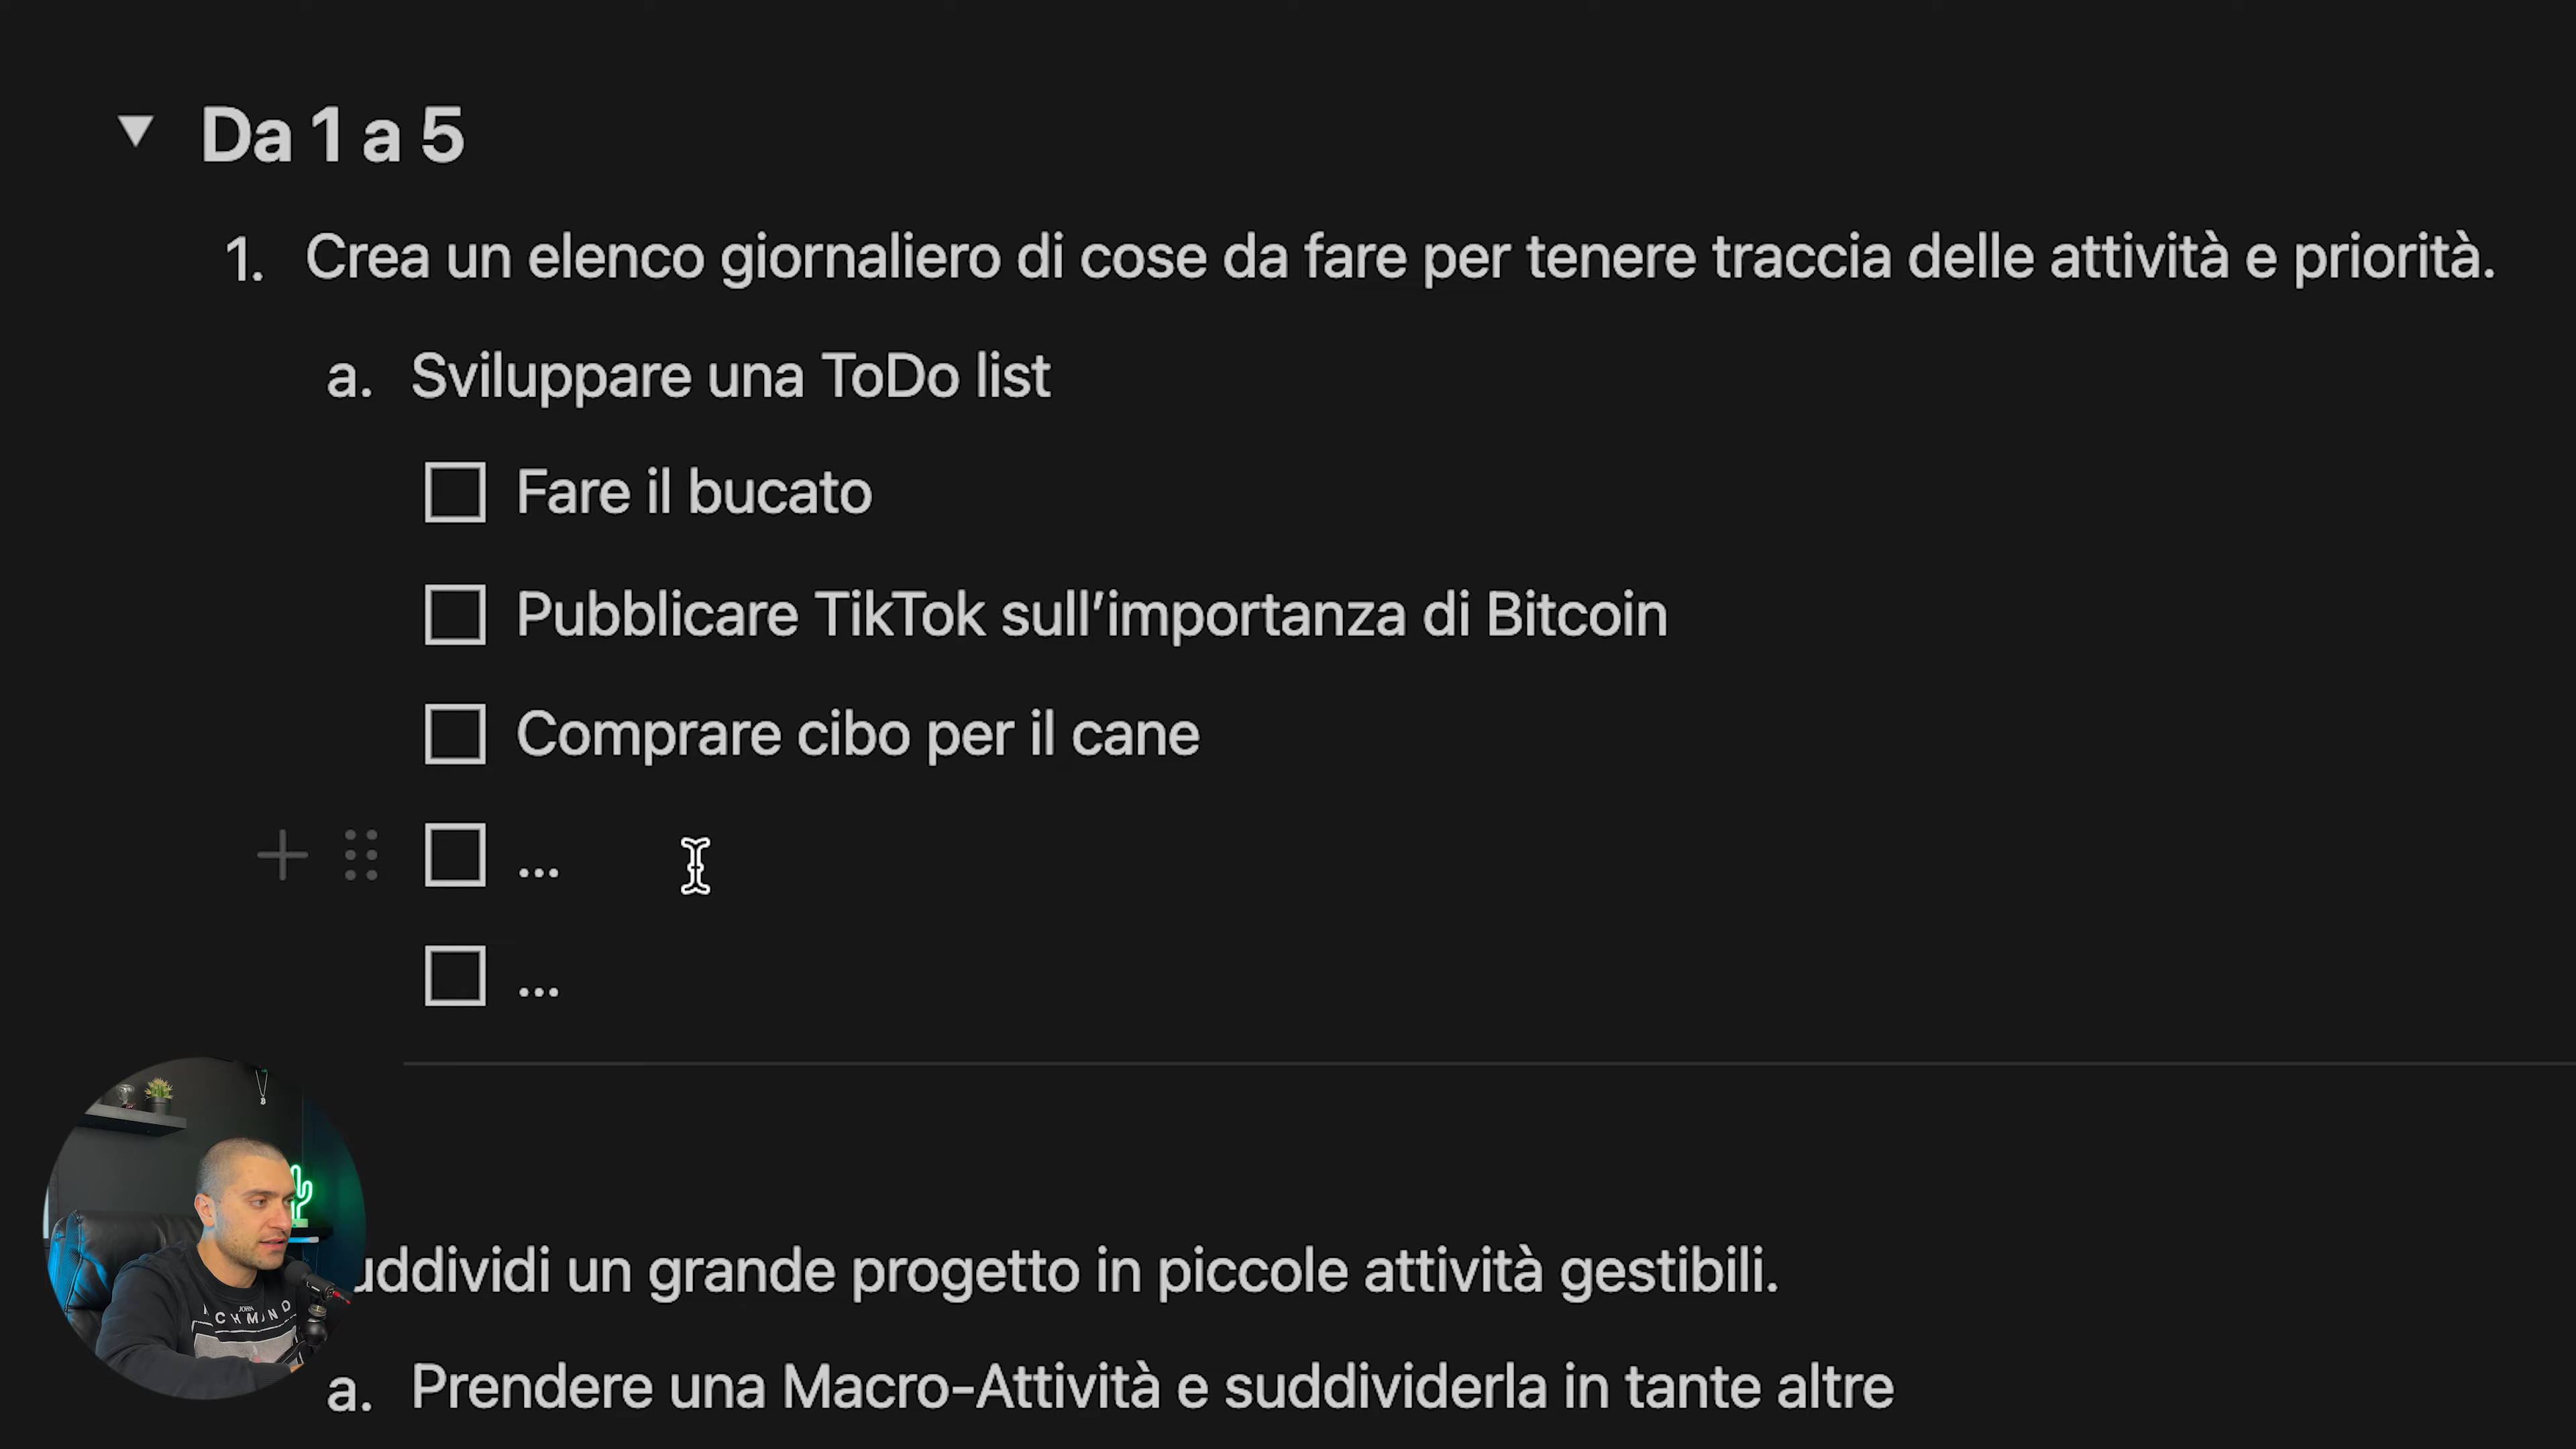 Da 1 a 5
1. Crea un elenco giornaliero di cose da fare per tenere traccia delle attività e priorità.
a. Sviluppare una ToDo list
Fare il bucato
Pubblicare TikTok sull’importanza di Bitcoin
Comprare cibo per il cane
...
...
uddividi un grande progetto in piccole attività gestibili.
a. Prendere una Macro-Attività e suddividerla in tante altre
JOHN
CHMOND